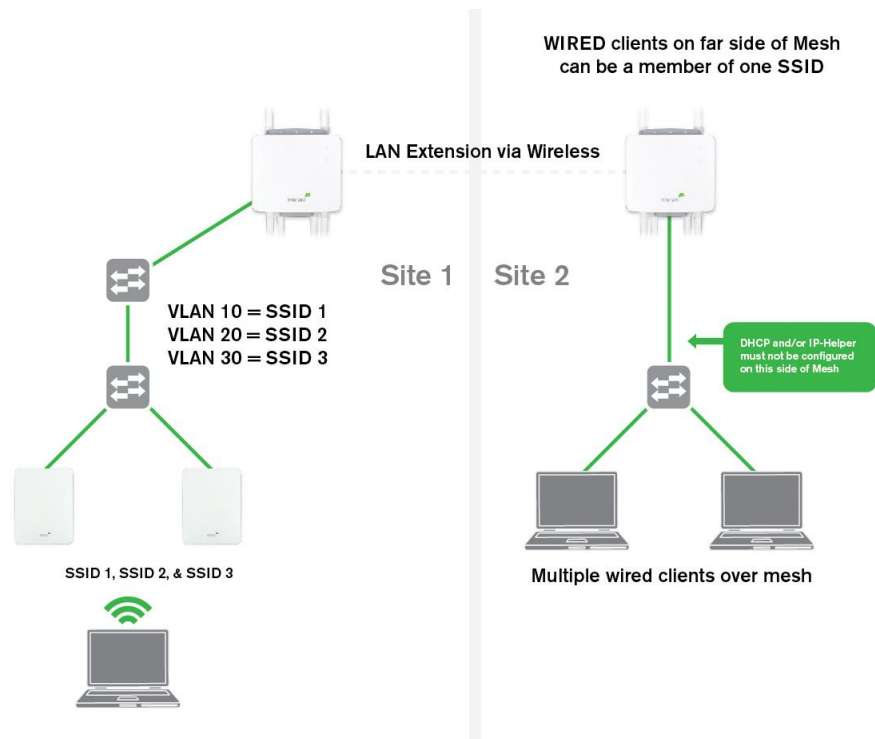 WIRED clients on far side of Mesh
can be a member of one SSID
LAN Extension via Wireless
Site 1
Site 2
VLAN 10 = SSID 1
VLAN 20 = SSID 2
VLAN 30 = SSID 3
DHCP and/or IP-Helper
must not be configured
on this side of Mesh
SSID 1, SSID 2, & SSID 3
Multiple wired clients over mesh